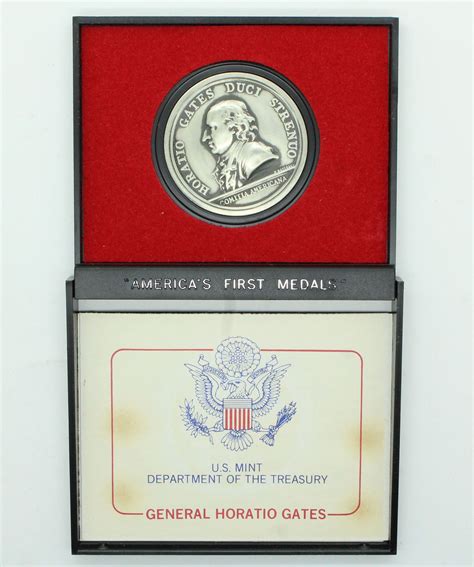 HORATIO GATES DUCI STRENUO
COMITIA AMERICANA
"AMERICA'S FIRST MEDALS"
U.S. MINT
DEPARTMENT OF THE TREASURY
GENERAL HORATIO GATES